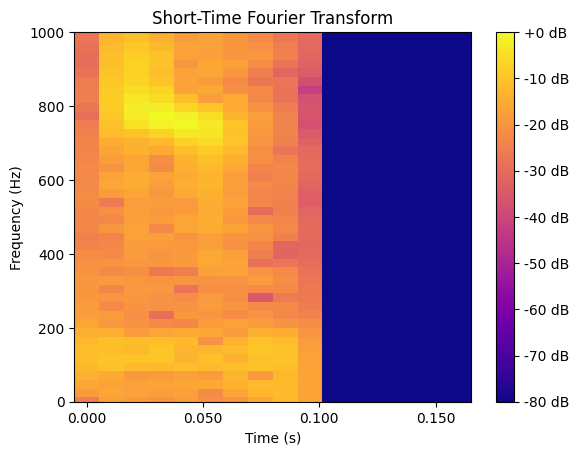 Short-Time Fourier Transform
1000
800
600
400
200
0
Frequency (Hz)
0.000
0.050
0.100
0.150
Time (s)
+0 dB
-10 dB
-20 dB
-30 dB
-40 dB
-50 dB
-60 dB
-70 dB
-80 dB